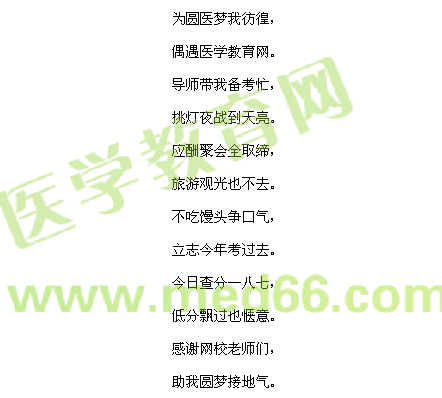 为圆医梦我彷徨，
偶遇医学教育网。
导师带我备考忙，
挑灯夜战到天亮。
应酬聚会全取缔，
旅游观光也不去。
不吃馒头争口气，
立志今年考过去。
今日查分一八七，
低分飘过也惬意。
感谢网校老师们，
助我圆梦接地气。
医学教育网
www.med66.com